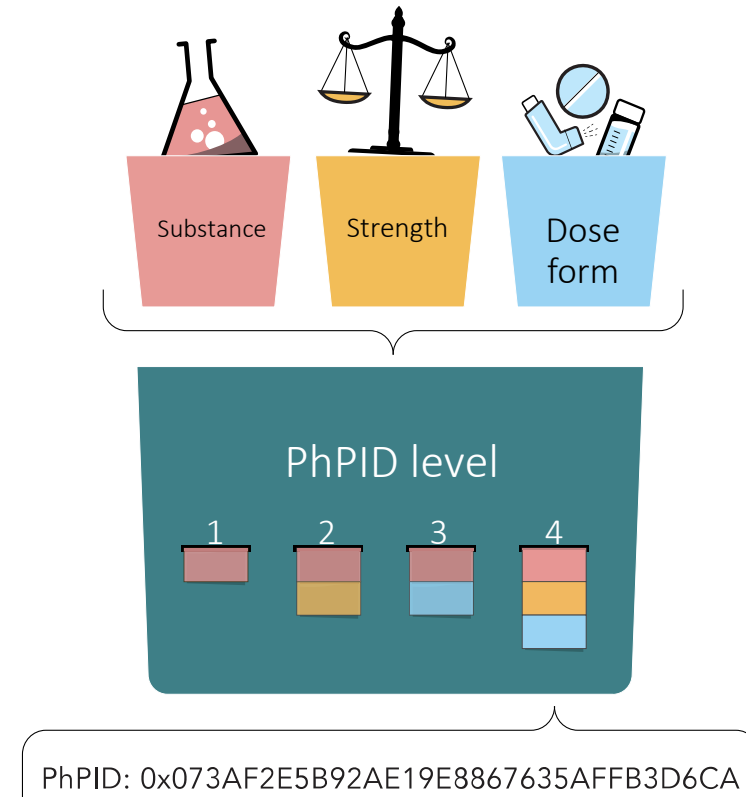 Substance
Strength
Dose
form
PhPID level
1 2 3 4
PhPID: 0x073AF2E5B92AE19E8867635AFFB3D6CA